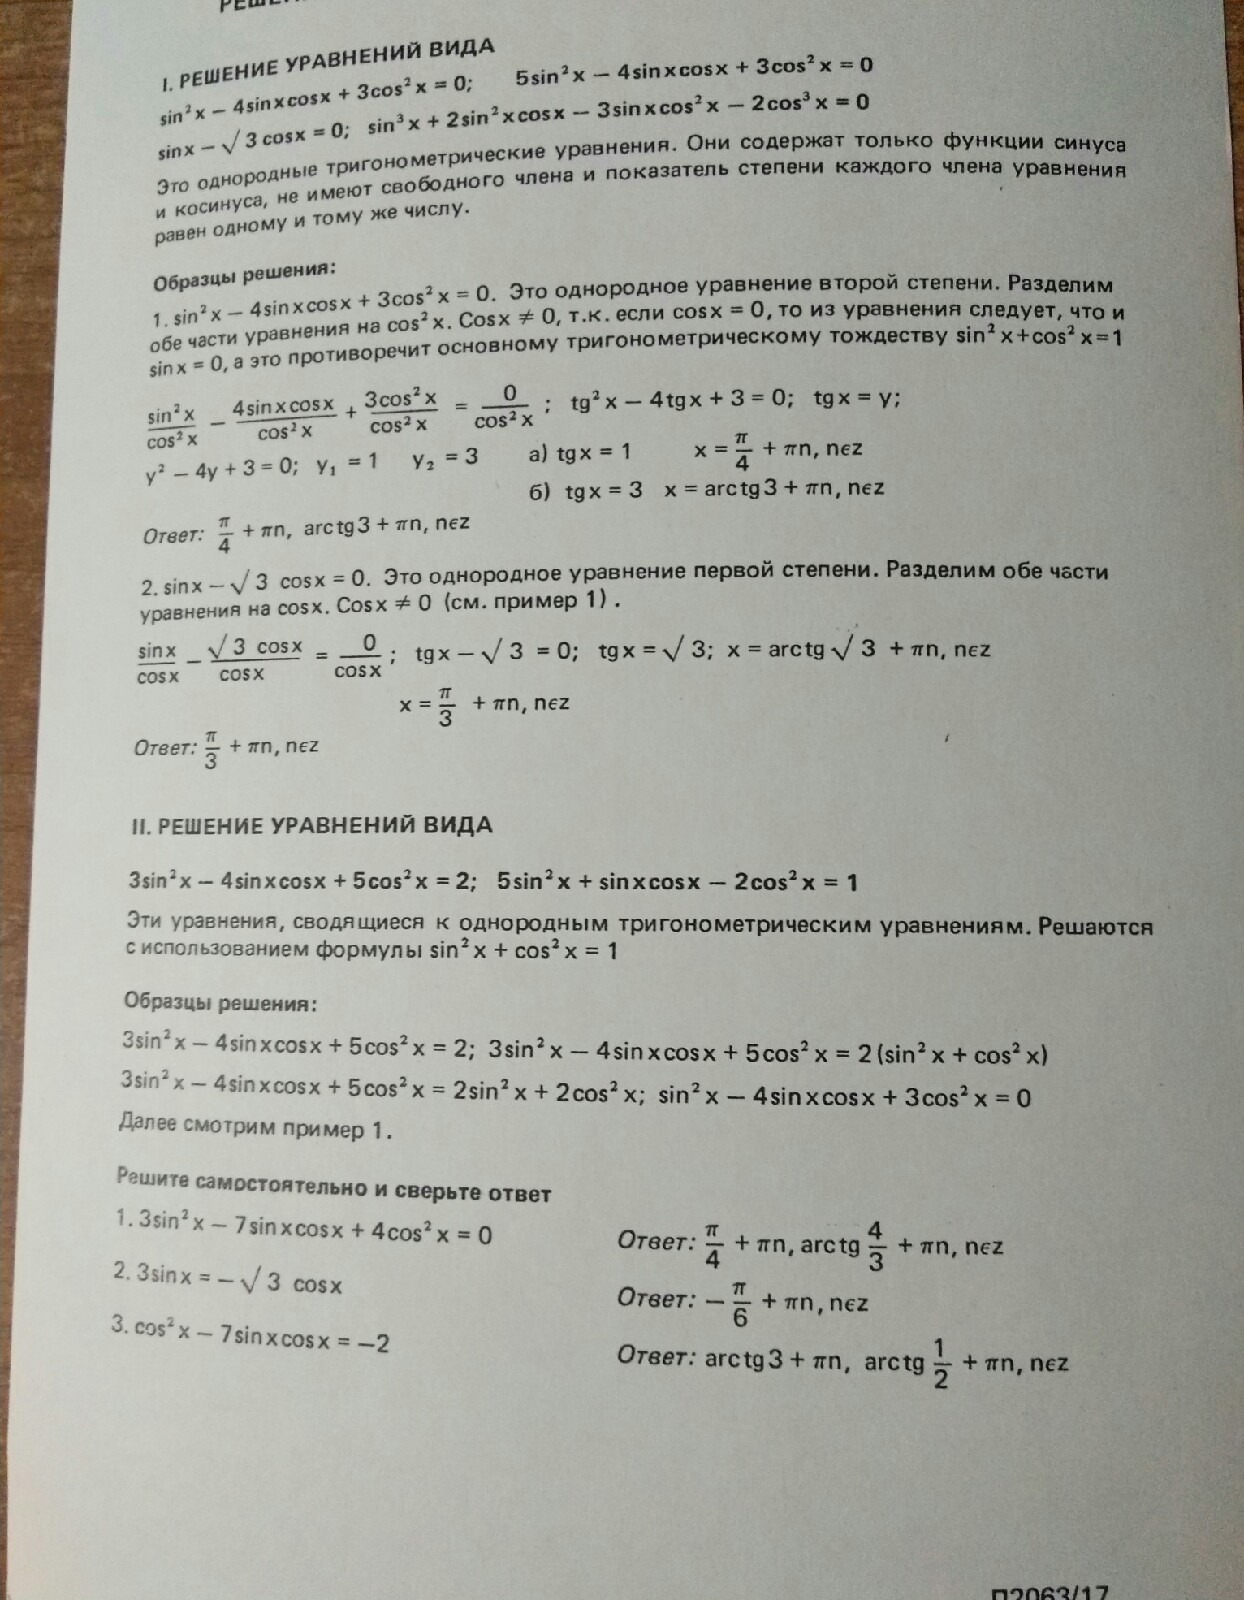 I. РЕШЕНИЕ УРАВНЕНИЙ ВИДА
sin²x – 4sinxcosx + 3cos²x = 0; 5sin²x – 4sinxcosx + 3cos²x = 0
sinx – √3 cosx = 0; sin³x + 2sin²xcosx – 3sinxcos²x – 2cos³x = 0
Это однородные тригонометрические уравнения. Они содержат только функции синуса
и косинуса, не имеют свободного члена и показатель степени каждого члена уравнения
равен одному и тому же числу.
Образцы решения:
1. sin²x – 4sinxcosx + 3cos²x = 0. Это однородное уравнение второй степени. Разделим
обе части уравнения на cos²x. Cosx ≠ 0, т.к. если cosx = 0, то из уравнения следует, что и
sinx = 0, а это противоречит основному тригонометрическому тождеству sin²x+cos²x=1
sin²x/cos²x – 4sinxcosx/cos²x + 3cos²x/cos²x = 0/cos²x; tg²x – 4tgx + 3 = 0; tgx = y;
y² – 4y + 3 = 0; y₁ = 1 y₂ = 3 а) tgx = 1 x = π/4 + πn, nєz
б) tgx = 3 x = arctg3 + πn, nєz
Ответ: π/4 + πn, arctg3 + πn, nєz
2. sinx – √3 cosx = 0. Это однородное уравнение первой степени. Разделим обе части
уравнения на cosx. Cosx ≠ 0 (см. пример 1).
sinx/cosx – √3 cosx/cosx = 0/cosx; tgx – √3 = 0; tgx = √3; x = arctg√3 + πn, nєz
x = π/3 + πn, nєz
Ответ: π/3 + πn, nєz
II. РЕШЕНИЕ УРАВНЕНИЙ ВИДА
3sin²x – 4sinxcosx + 5cos²x = 2; 5sin²x + sinxcosx – 2cos²x = 1
Эти уравнения, сводящиеся к однородным тригонометрическим уравнениям. Решаются
с использованием формулы sin²x + cos²x = 1
Образцы решения:
3sin²x – 4sinxcosx + 5cos²x = 2; 3sin²x – 4sinxcosx + 5cos²x = 2(sin²x + cos²x)
3sin²x – 4sinxcosx + 5cos²x = 2sin²x + 2cos²x; sin²x – 4sinxcosx + 3cos²x = 0
Далее смотрим пример 1.
Решите самостоятельно и сверьте ответ
1. 3sin²x – 7sinxcosx + 4cos²x = 0 Ответ: π/4 + πn, arctg 4/3 + πn, nєz
2. 3sinx = –√3 cosx Ответ: – π/6 + πn, nєz
3. cos²x – 7sinxcosx = –2 Ответ: arctg3 + πn, arctg 1/2 + πn, nєz
П2063/17